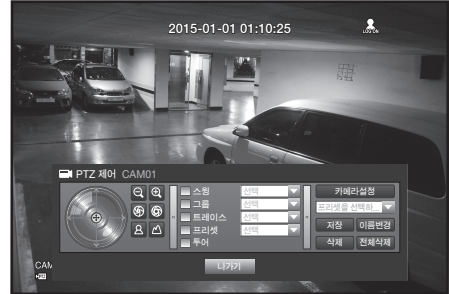 2015-01-01 01:10:25
LOG ON
PTZ 제어 CAM01
스윙 선택
그룹 선택
트레이스 선택
프리셋 선택
투어
카메라설정
프리셋을 선택하...
저장 이름변경
삭제 전체삭제
나가기
CAM